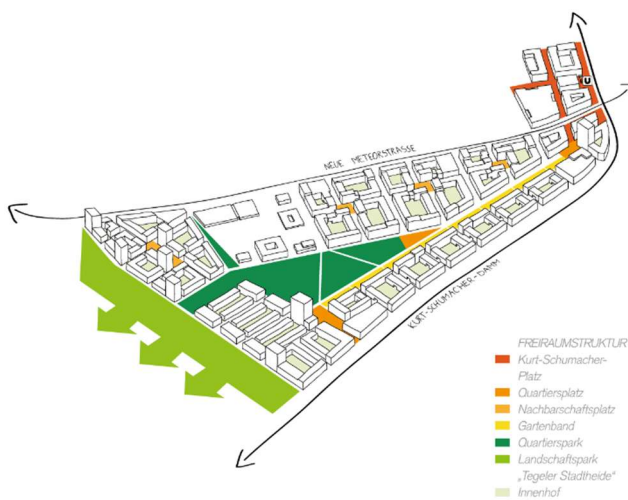 U
NEUE METEORSTRASSE
KURT-SCHUMACHER-DAMM
FREIRAUMSTRUKTUR
Kurt-Schumacher-
Platz
Quartiersplatz
Nachbarschaftsplatz
Gartenband
Quartierspark
Landschaftspark
„Tegeler Stadtheide"
Innenhof